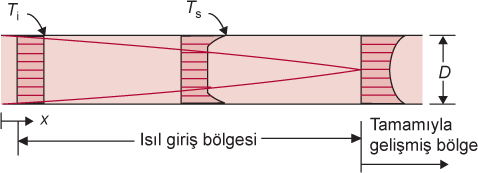 Ti
Ts
D
x
Isıl giriş bölgesi
Tamamıyla
gelişmiş bölge